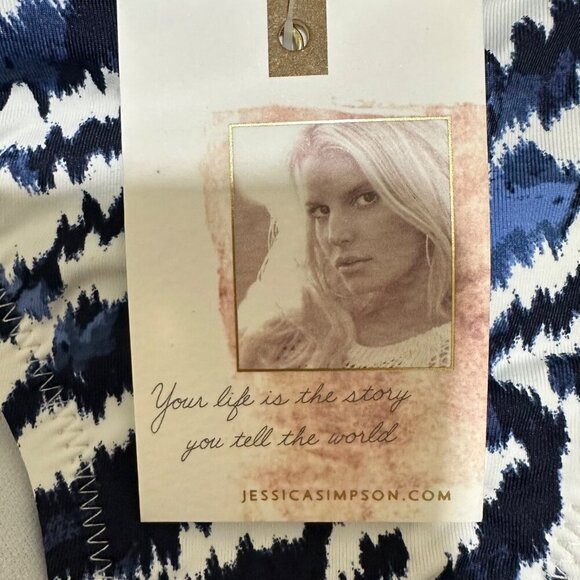 Your life is the story
you tell the world
JESSICASIMPSON.COM